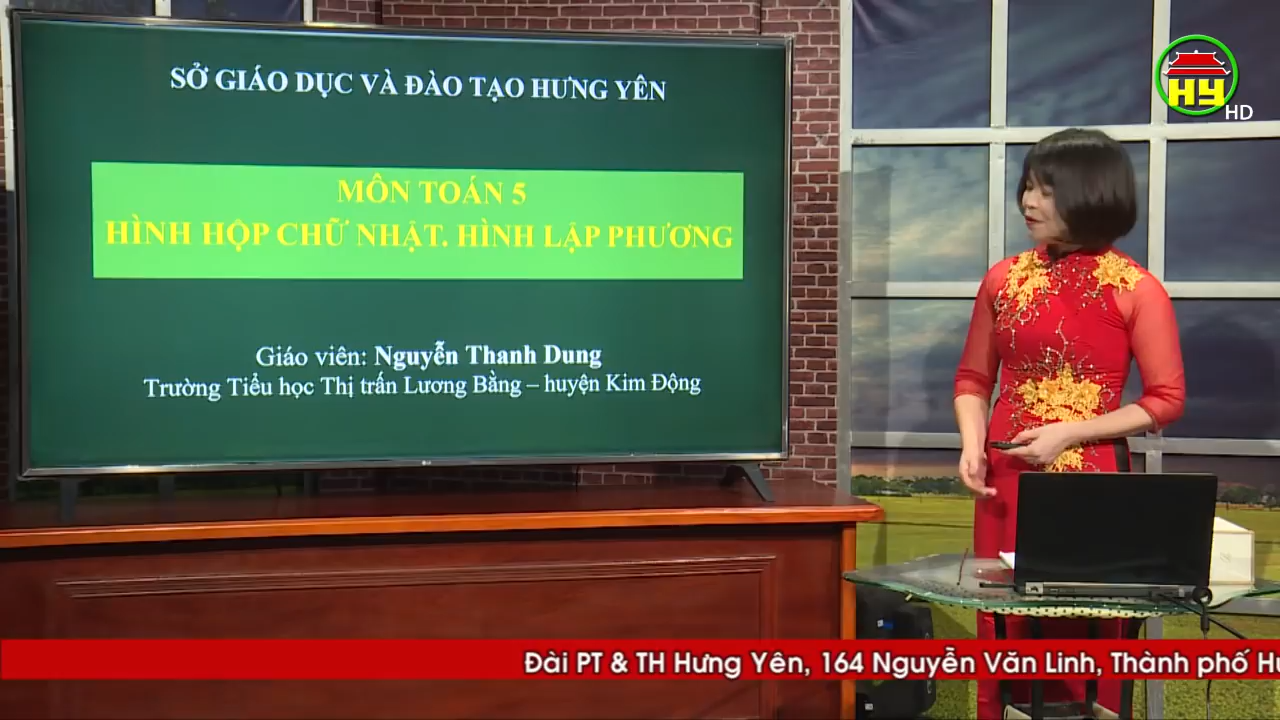 SỞ GIÁO DỤC VÀ ĐÀO TẠO HƯNG YÊN
MÔN TOÁN 5
HÌNH HỘP CHỮ NHẬT. HÌNH LẬP PHƯƠNG
Giáo viên: Nguyễn Thanh Dung
Trường Tiểu học Thị trấn Lương Bằng – huyện Kim Động
HY
HD
LG
Đài PT & TH Hưng Yên, 164 Nguyễn Văn Linh, Thành phố